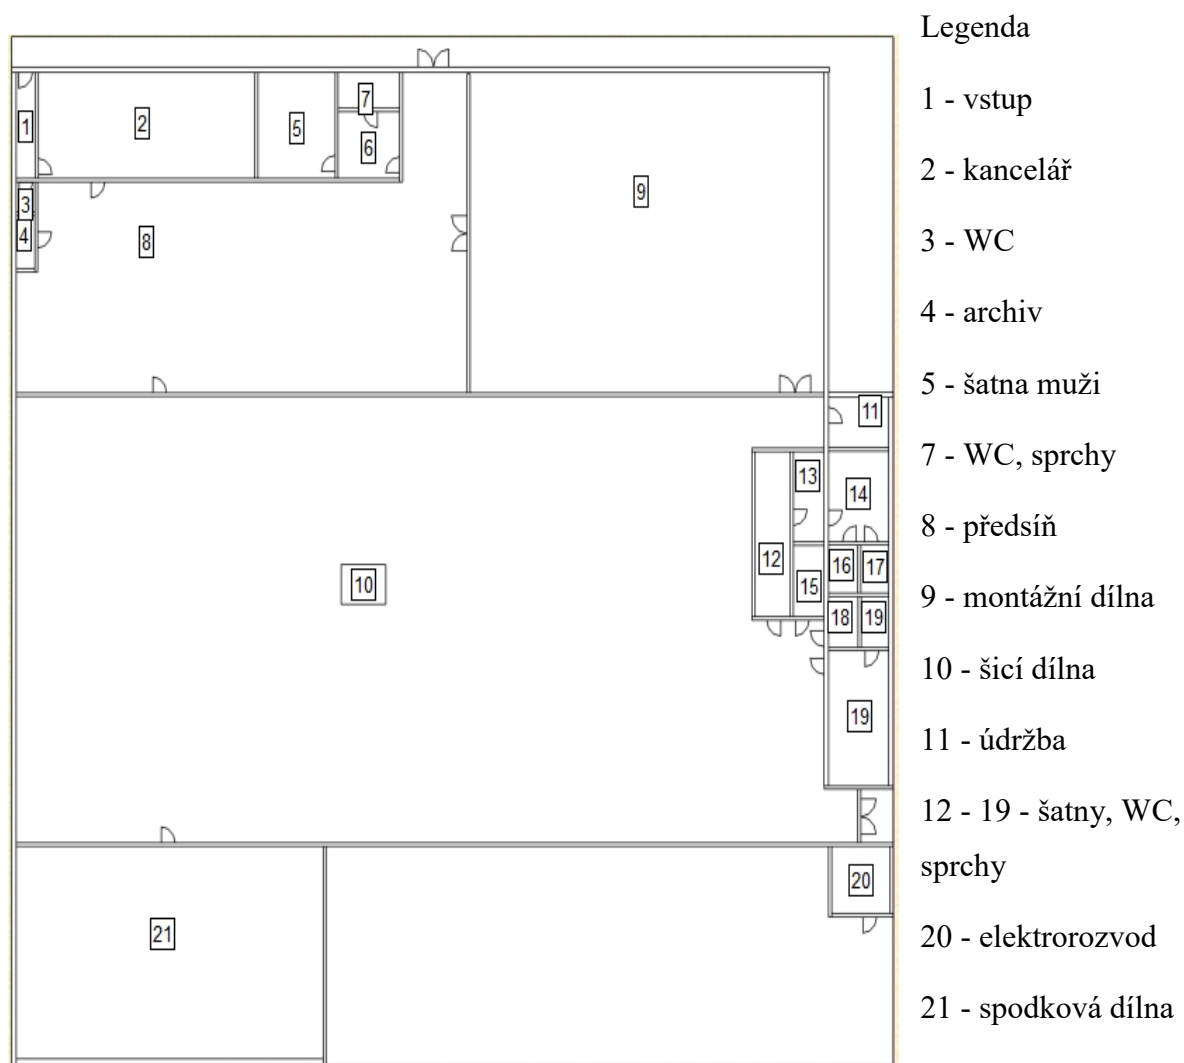 Legenda
1 - vstup
2 - kancelář
3 - WC
4 - archiv
5 - šatna muži
7 - WC, sprchy
8 - předsíň
9 - montážní dílna
10 - šicí dílna
11 - údržba
12 - 19 - šatny, WC,
sprchy
20 - elektrorozvod
21 - spodková dílna
1
2
5
7
6
3
4
8
9
11
13
14
12
10
15
16
17
18
19
19
20
21